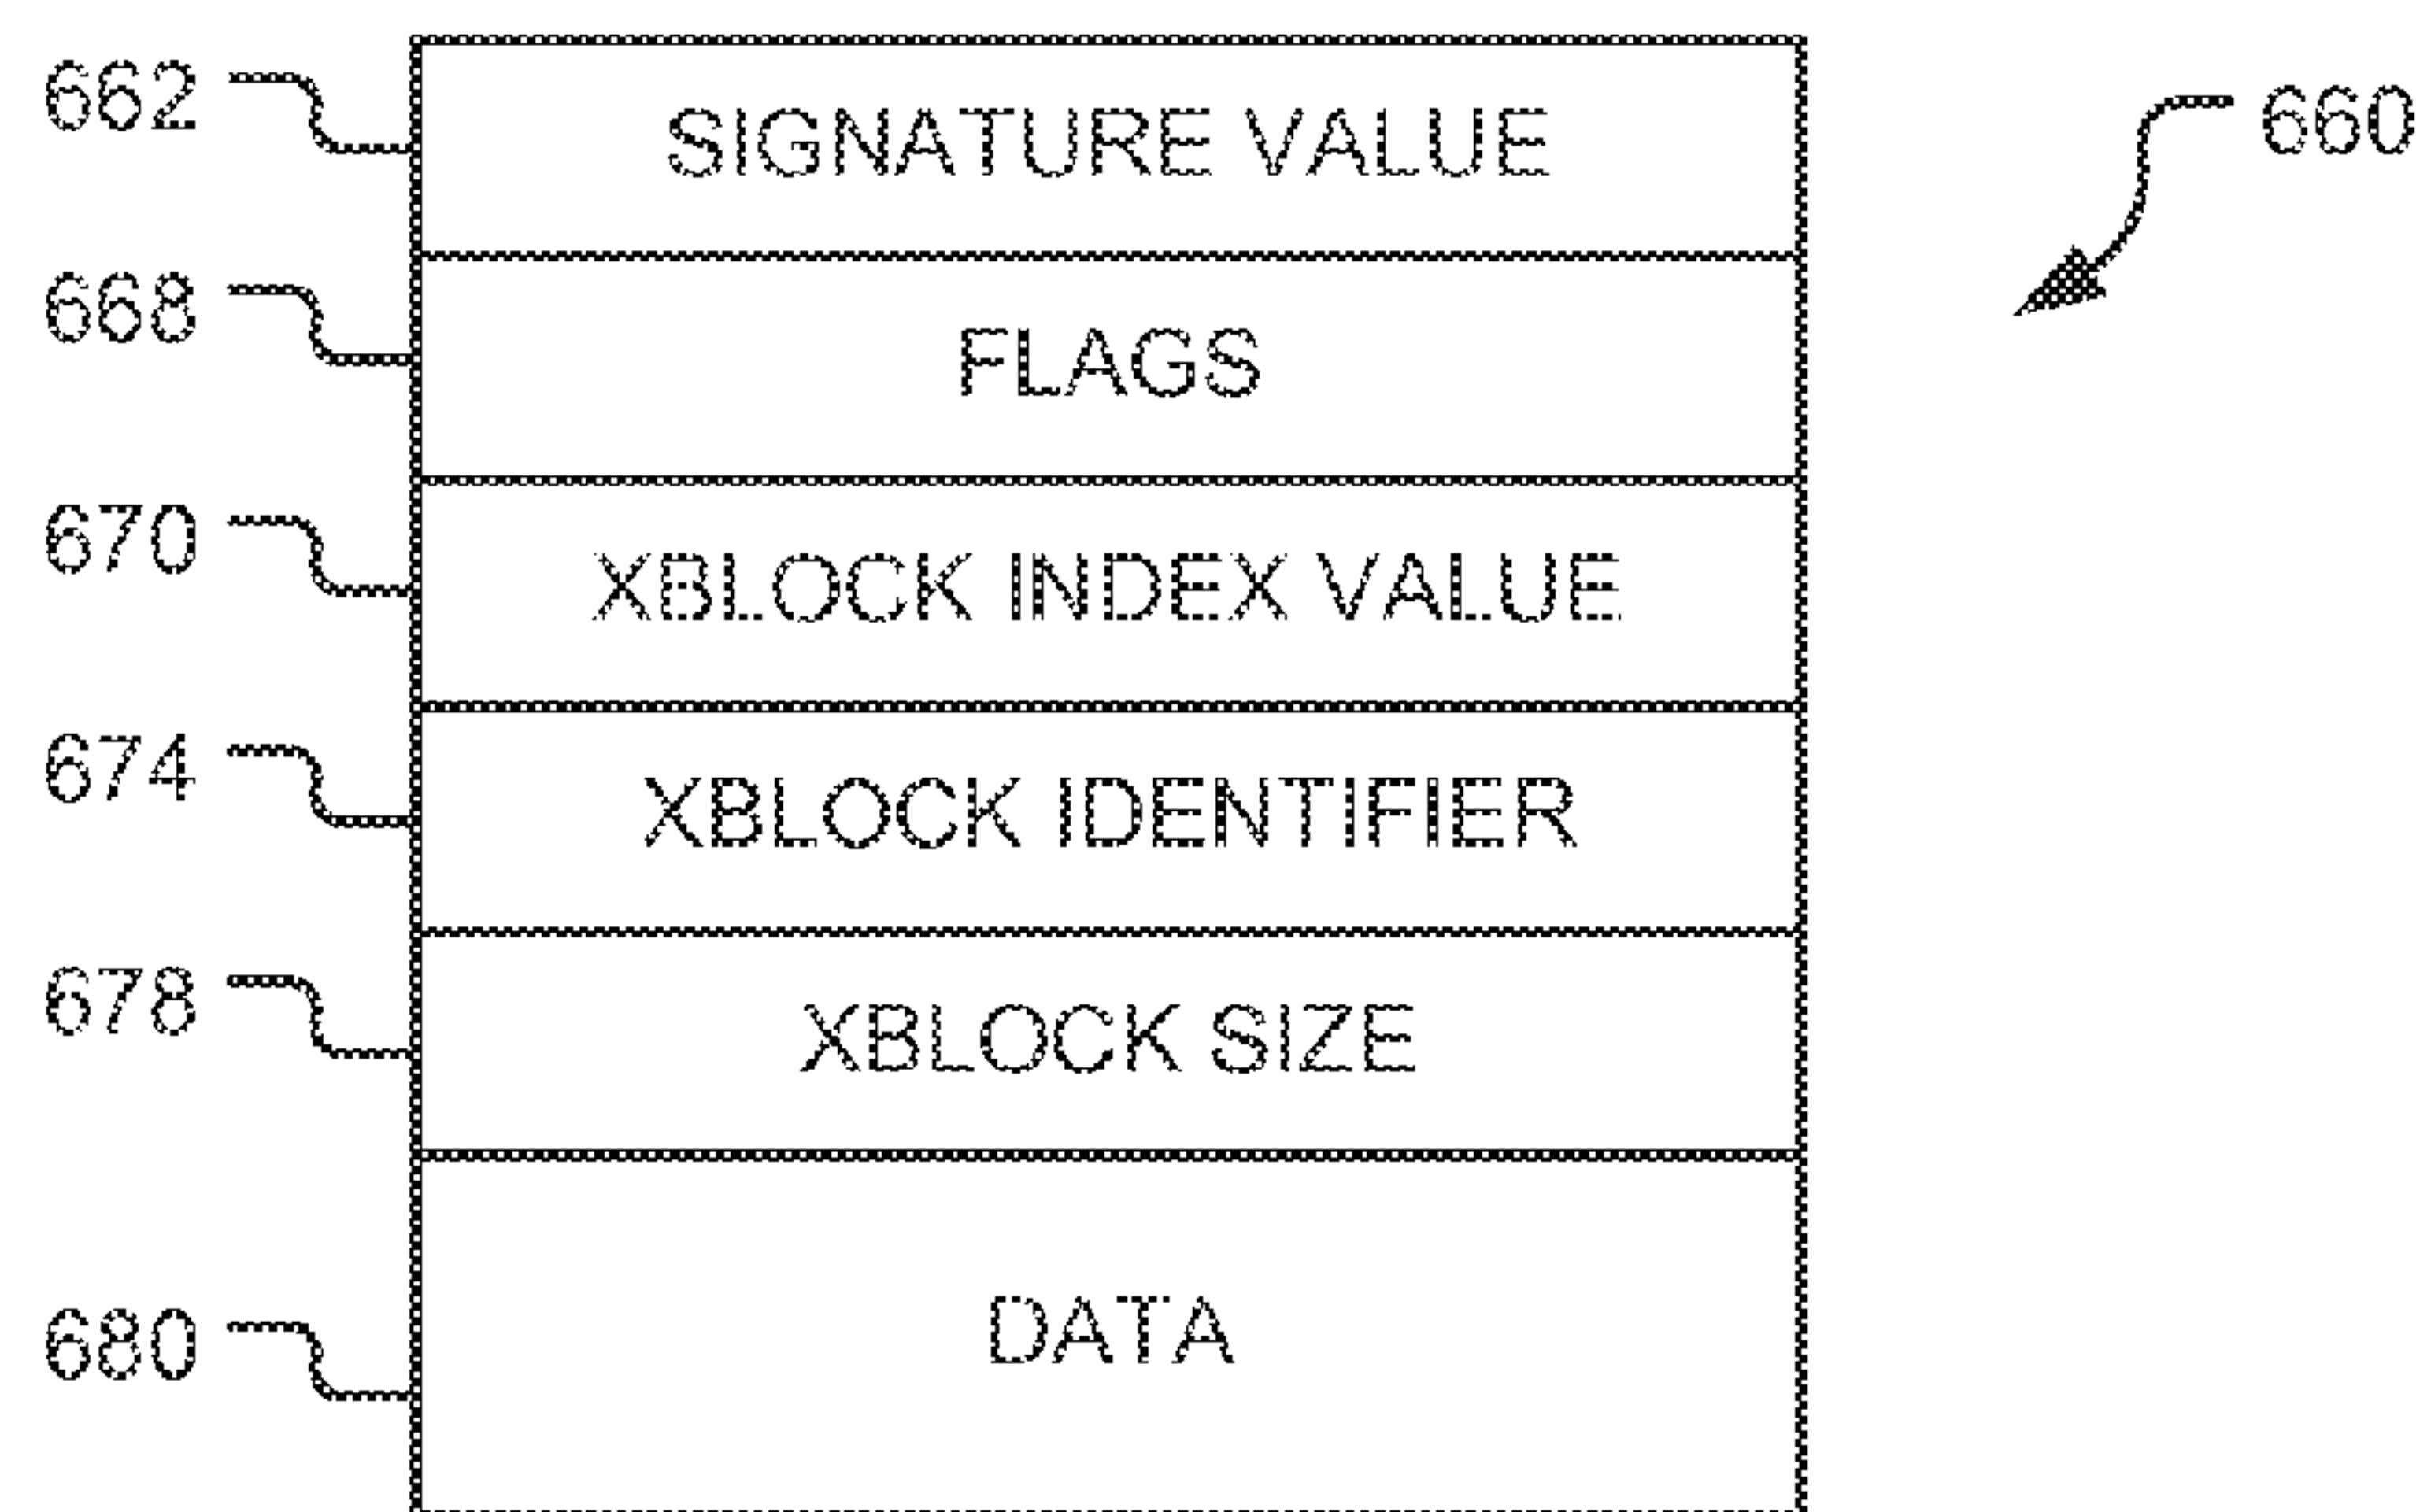 662 SIGNATURE VALUE 660
668 FLAGS
670 XBLOCK INDEX VALUE
674 XBLOCK IDENTIFIER
678 XBLOCK SIZE
680 DATA